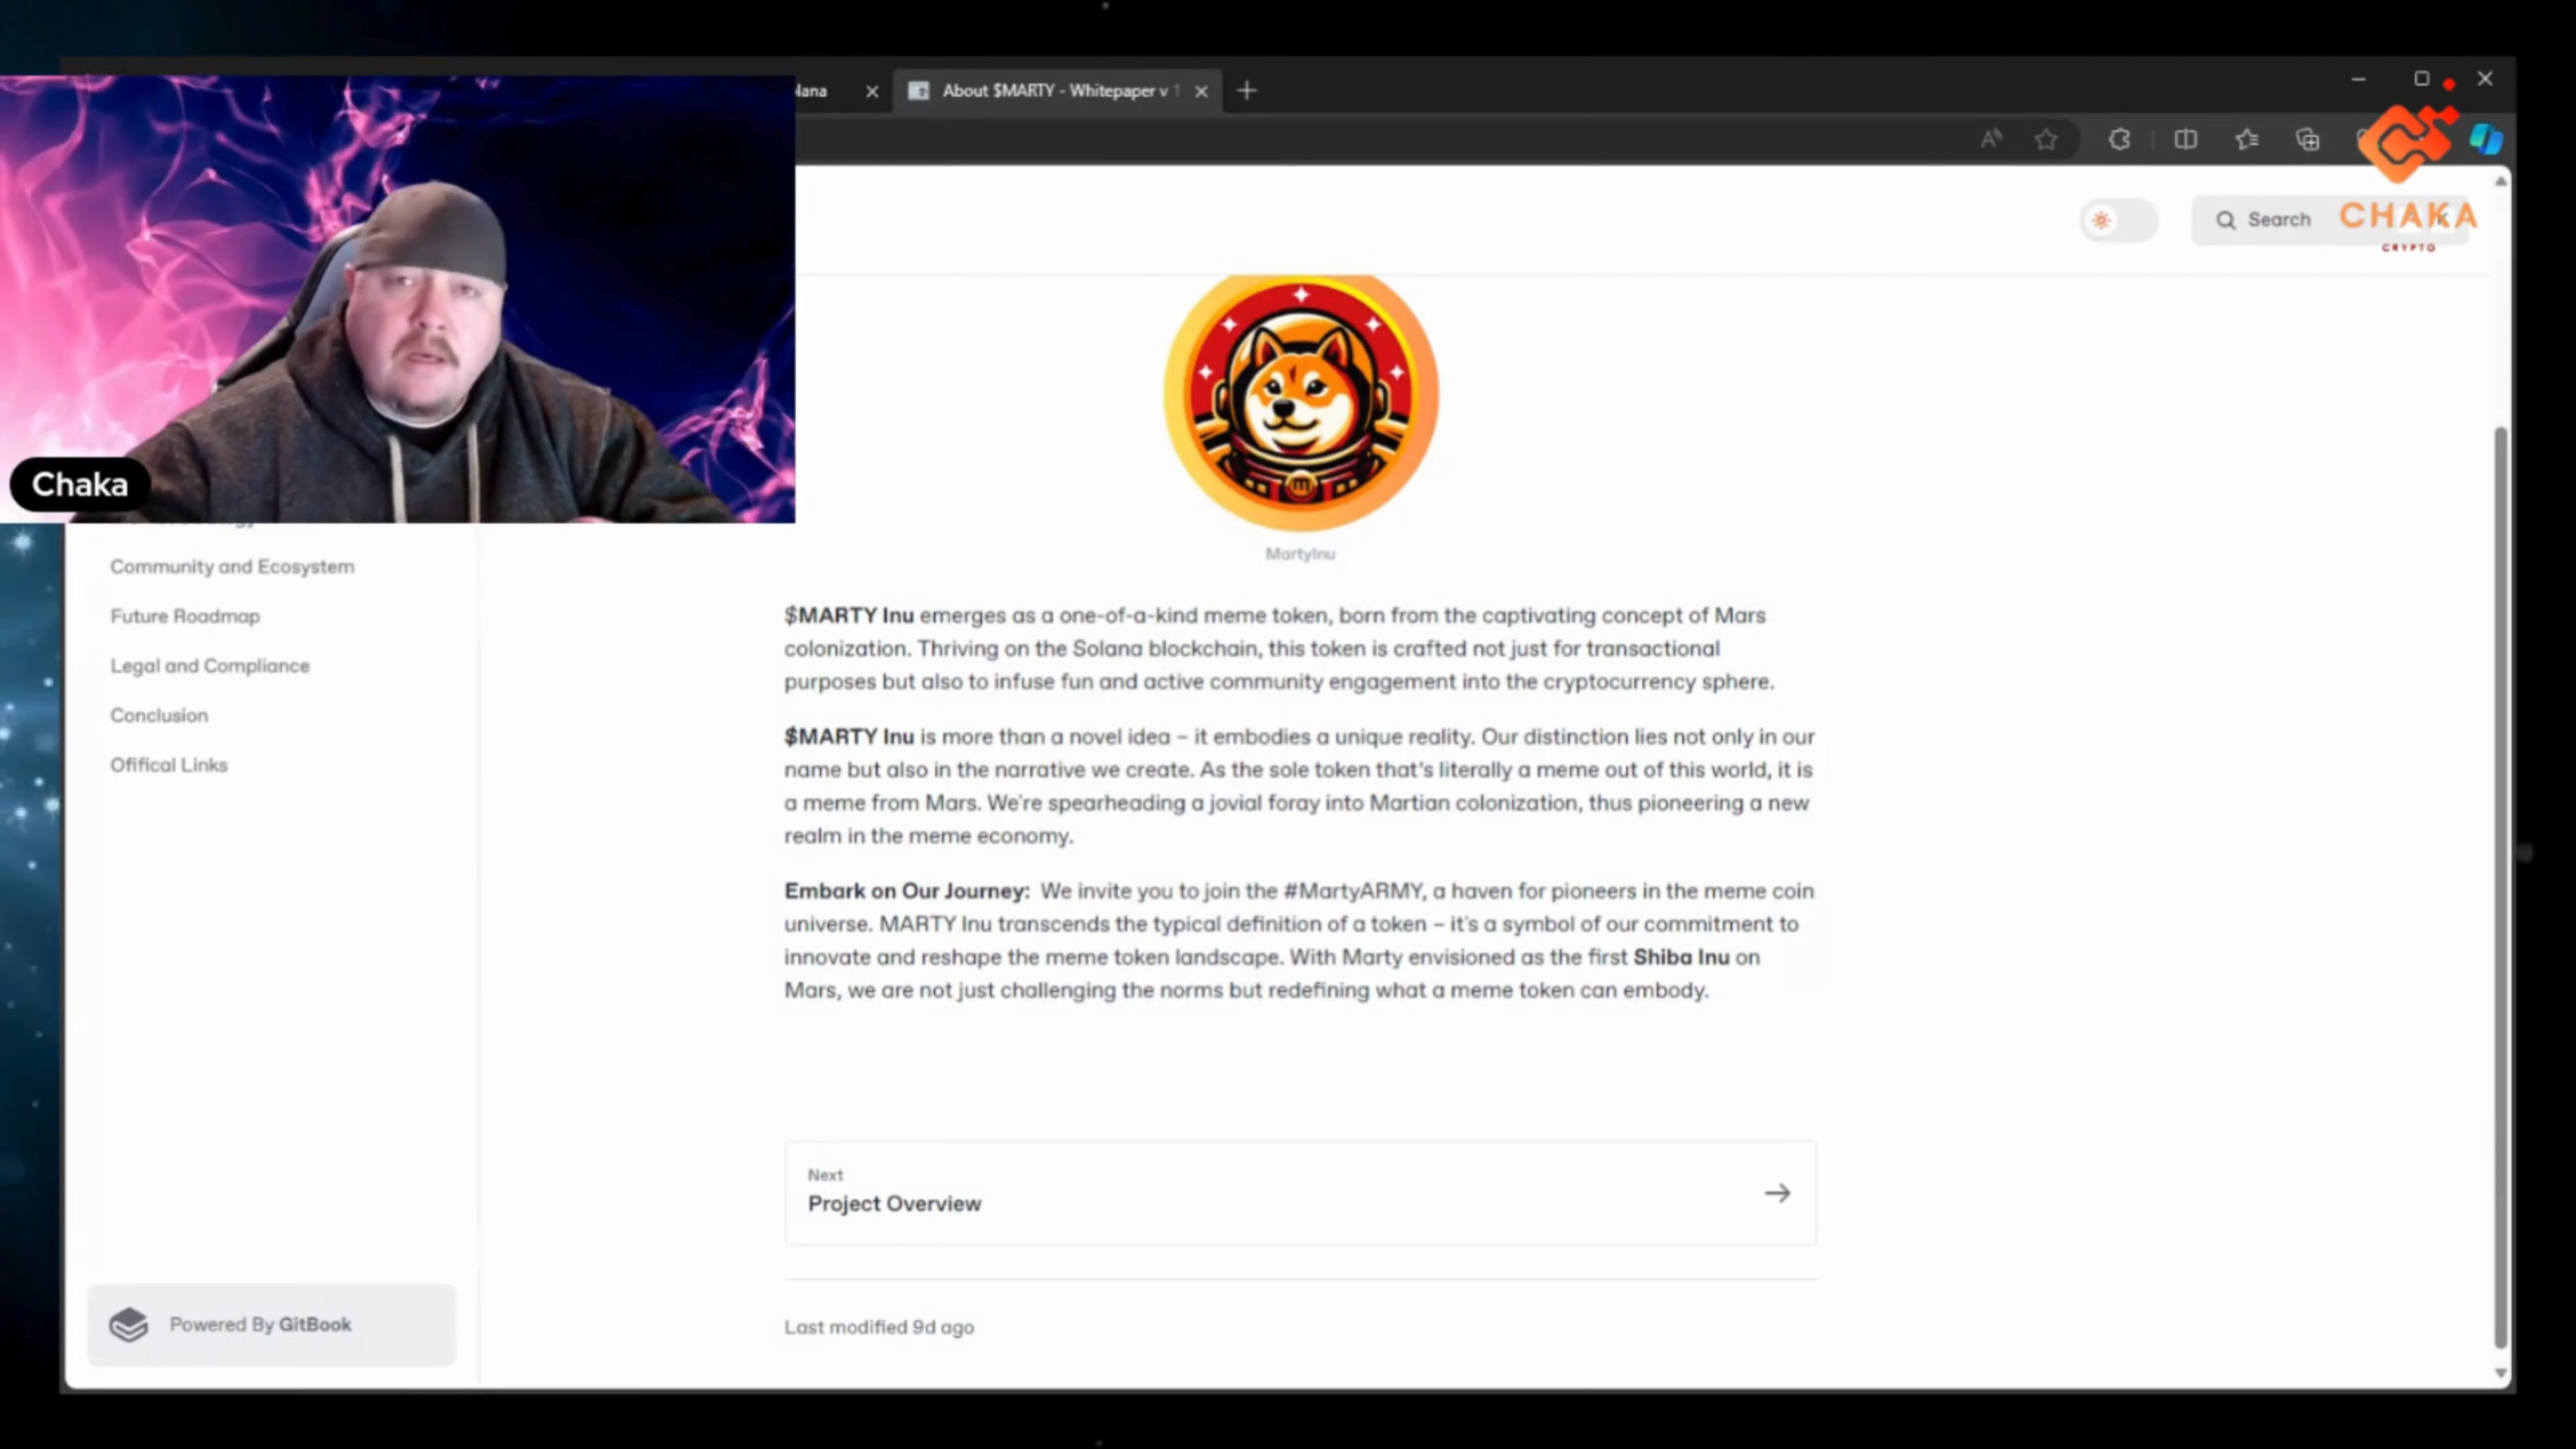 lana
About $MARTY - Whitepaper v 1
Search
CHAKA
CRYPTO
Chaka
Community and Ecosystem
Future Roadmap
Legal and Compliance
Conclusion
Ofifical Links
MartyInu
$MARTY Inu emerges as a one-of-a-kind meme token, born from the captivating concept of Mars
colonization. Thriving on the Solana blockchain, this token is crafted not just for transactional
purposes but also to infuse fun and active community engagement into the cryptocurrency sphere.
$MARTY Inu is more than a novel idea – it embodies a unique reality. Our distinction lies not only in our
name but also in the narrative we create. As the sole token that's literally a meme out of this world, it is
a meme from Mars. We're spearheading a jovial foray into Martian colonization, thus pioneering a new
realm in the meme economy.
Embark on Our Journey: We invite you to join the #MartyARMY, a haven for pioneers in the meme coin
universe. MARTY Inu transcends the typical definition of a token – it's a symbol of our commitment to
innovate and reshape the meme token landscape. With Marty envisioned as the first Shiba Inu on
Mars, we are not just challenging the norms but redefining what a meme token can embody.
Next
Project Overview
Powered By GitBook
Last modified 9d ago